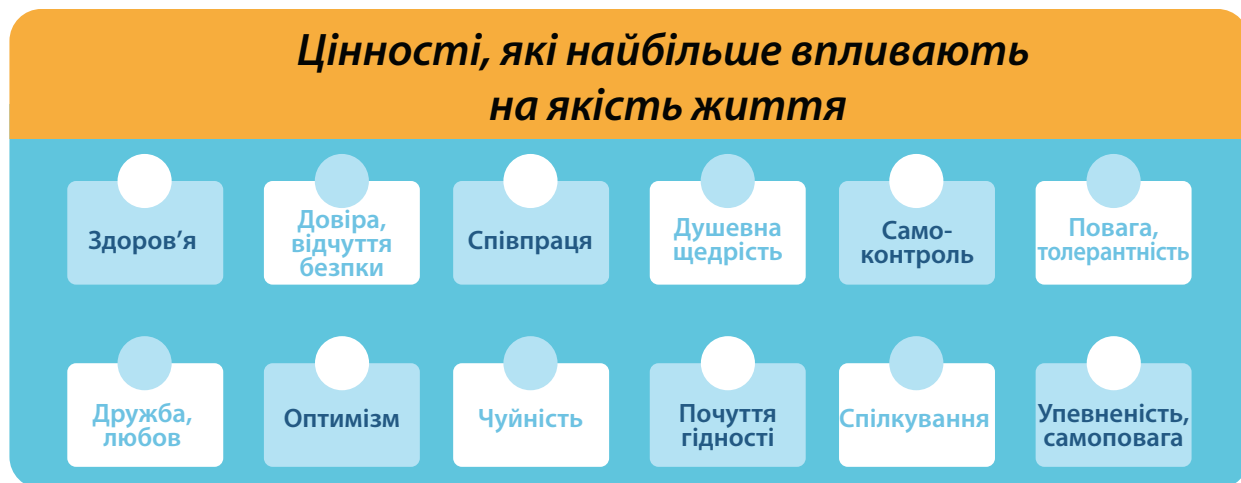 Цінності, які найбільше впливають
на якість життя
Здоров’я
Довіра,
відчуття
безпки
Співпраця
Душевна
щедрість
Само-
контроль
Повага,
толерантність
Дружба,
любов
Оптимізм
Чуйність
Почуття
гідності
Спілкування
Упевненість,
самоповага